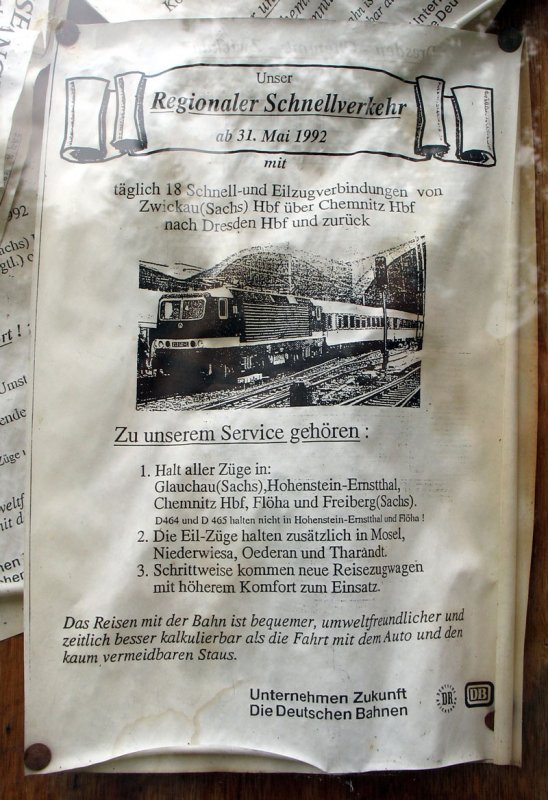 Unser
Regionaler Schnellverkehr
ab 31. Mai 1992
mit
täglich 18 Schnell-und Eilzugverbindungen von
Zwickau(Sachs) Hbf über Chemnitz Hbf
nach Dresden Hbf und zurück
Zu unserem Service gehören :
1. Halt aller Züge in:
Glauchau(Sachs),Hohenstein-Ernstthal,
Chemnitz Hbf, Flöha und Freiberg(Sachs).
D464 und D 465 halten nicht in Hohenstein-Ernstthal und Flöha !
2. Die Eil-Züge halten zusätzlich in Mosel,
Niederwiesa, Oederan und Tharandt.
3. Schrittweise kommen neue Reisezugwagen
mit höherem Komfort zum Einsatz.
Das Reisen mit der Bahn ist bequemer, umweltfreundlicher und
zeitlich besser kalkulierbar als die Fahrt mit dem Auto und den
kaum vermeidbaren Staus.
Unternehmen Zukunft
Die Deutschen Bahnen
DR DB